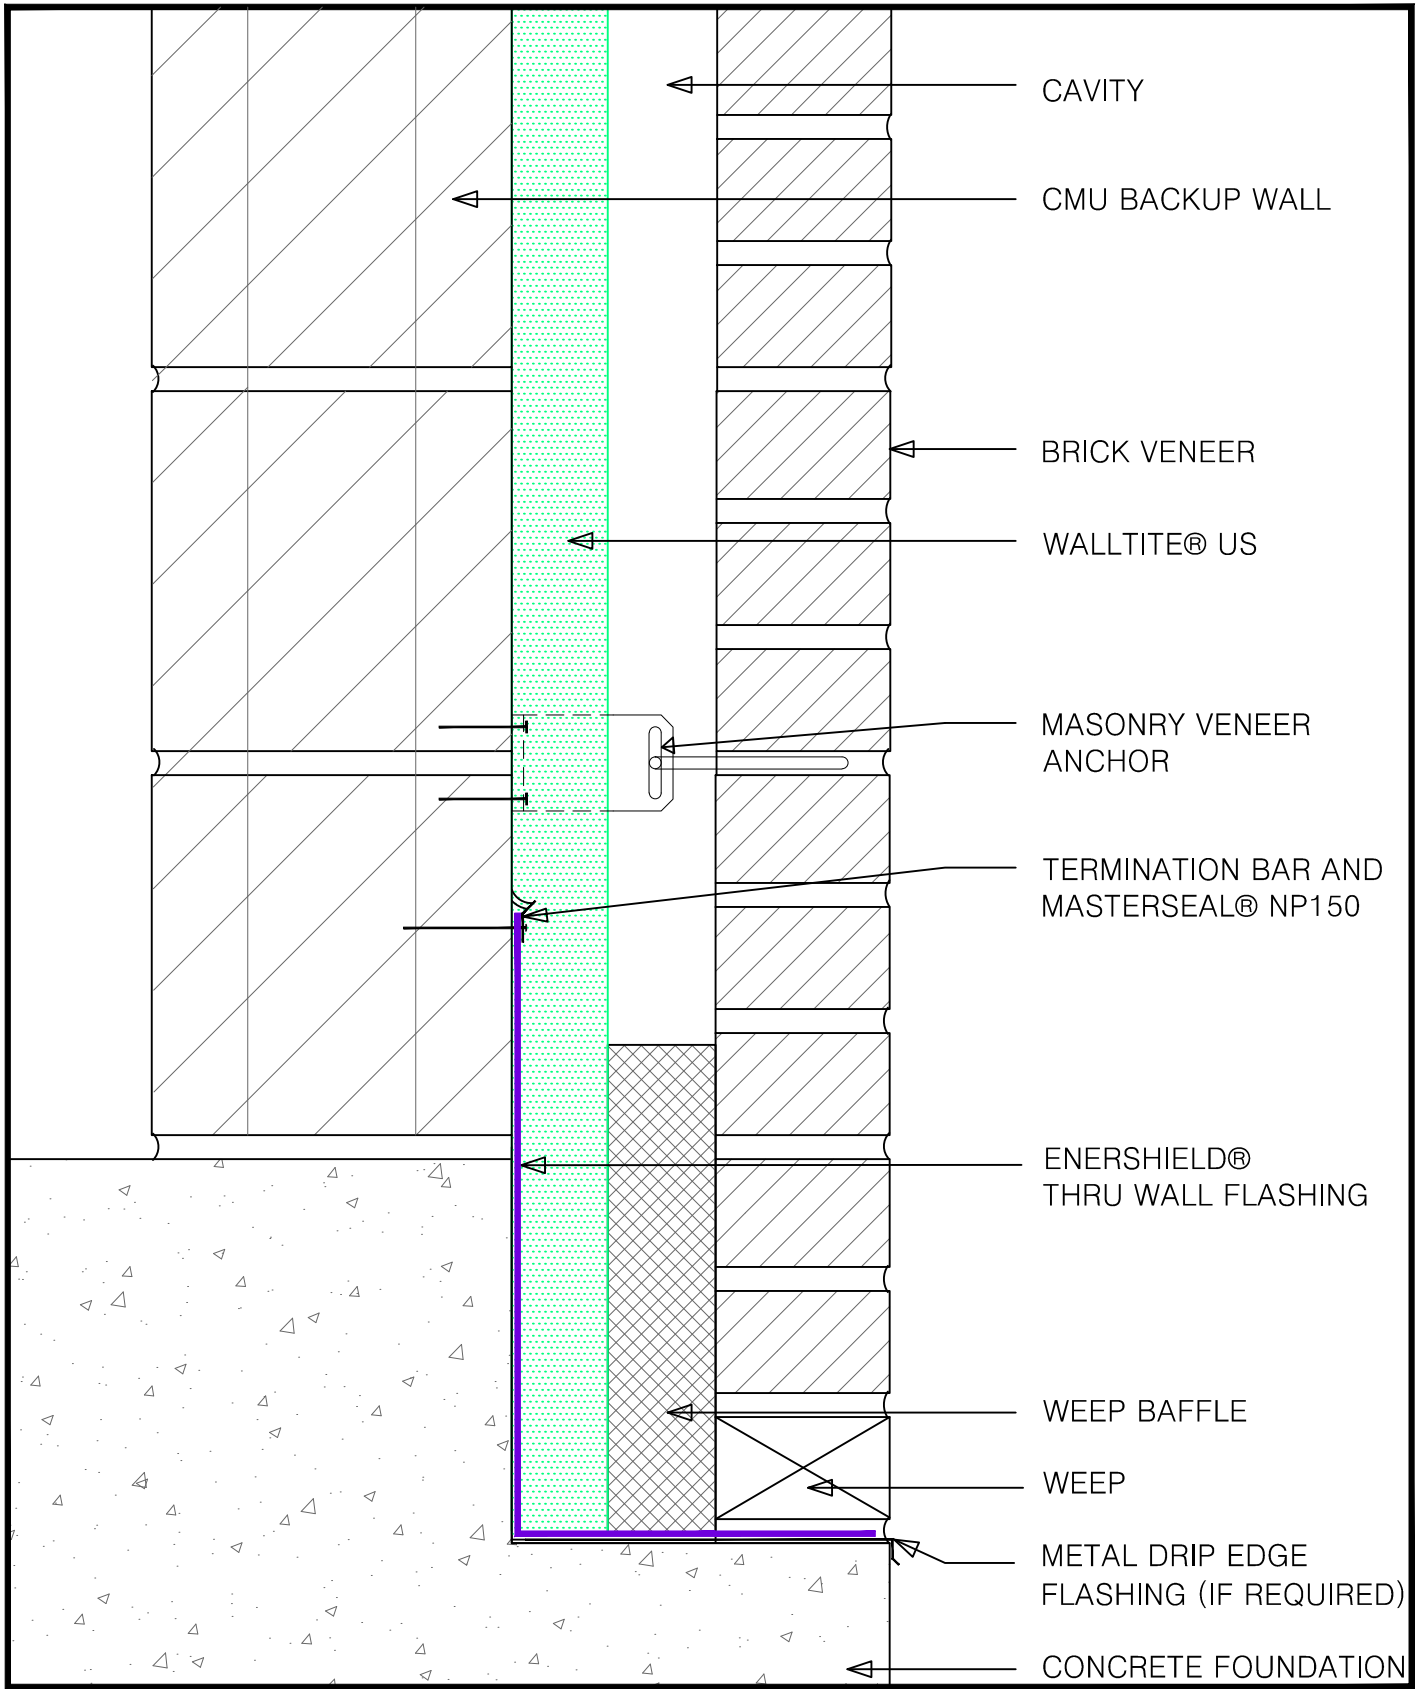 CAVITY
CMU BACKUP WALL
BRICK VENEER
WALLTITE® US
MASONRY VENEER
ANCHOR
TERMINATION BAR AND
MASTERSEAL® NP150
ENERSHIELD®
THRU WALL FLASHING
WEEP BAFFLE
WEEP
METAL DRIP EDGE
FLASHING (IF REQUIRED)
CONCRETE FOUNDATION